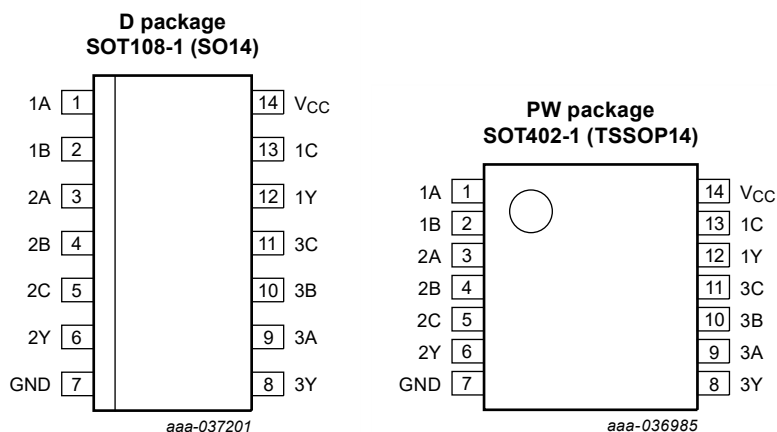 D package
SOT108-1 (SO14)
1A 1 14 VCC
1B 2 13 1C
2A 3 12 1Y
2B 4 11 3C
2C 5 10 3B
2Y 6 9 3A
GND 7 8 3Y
aaa-037201
PW package
SOT402-1 (TSSOP14)
1A 1 14 VCC
1B 2 13 1C
2A 3 12 1Y
2B 4 11 3C
2C 5 10 3B
2Y 6 9 3A
GND 7 8 3Y
aaa-036985